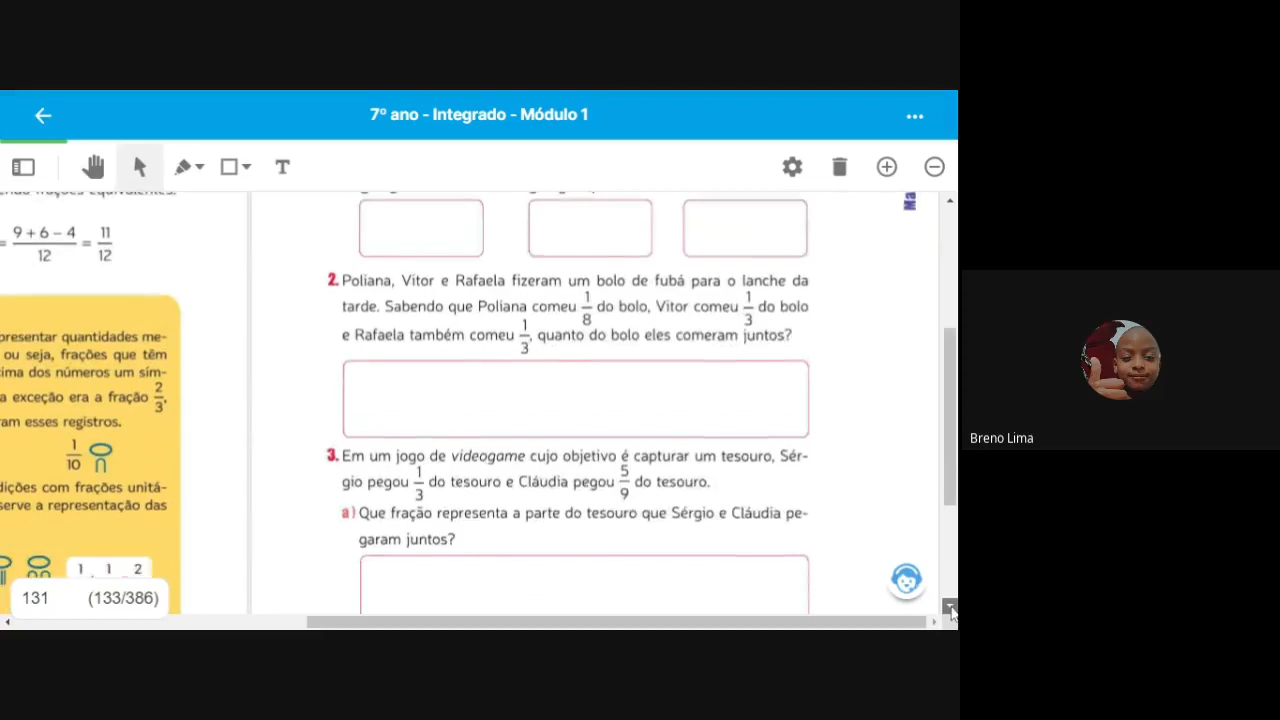 7º ano - Integrado - Módulo 1
T
frações equivalentes.
= 9 + 6 – 4 / 12 = 11 / 12
presentar quantidades me-
ou seja, frações que têm
cima dos números um sím-
a exceção era a fração 2/3,
am esses registros.
1/10
dições com frações unitá-
serve a representação das
1 1 2
131 (133/386)
Ma
2. Poliana, Vitor e Rafaela fizeram um bolo de fubá para o lanche da
tarde. Sabendo que Poliana comeu 1/8 do bolo, Vitor comeu 1/3 do bolo
e Rafaela também comeu 1/3, quanto do bolo eles comeram juntos?
3. Em um jogo de videogame cujo objetivo é capturar um tesouro, Sér-
gio pegou 1/3 do tesouro e Cláudia pegou 5/9 do tesouro.
a) Que fração representa a parte do tesouro que Sérgio e Cláudia pe-
garam juntos?
Breno Lima